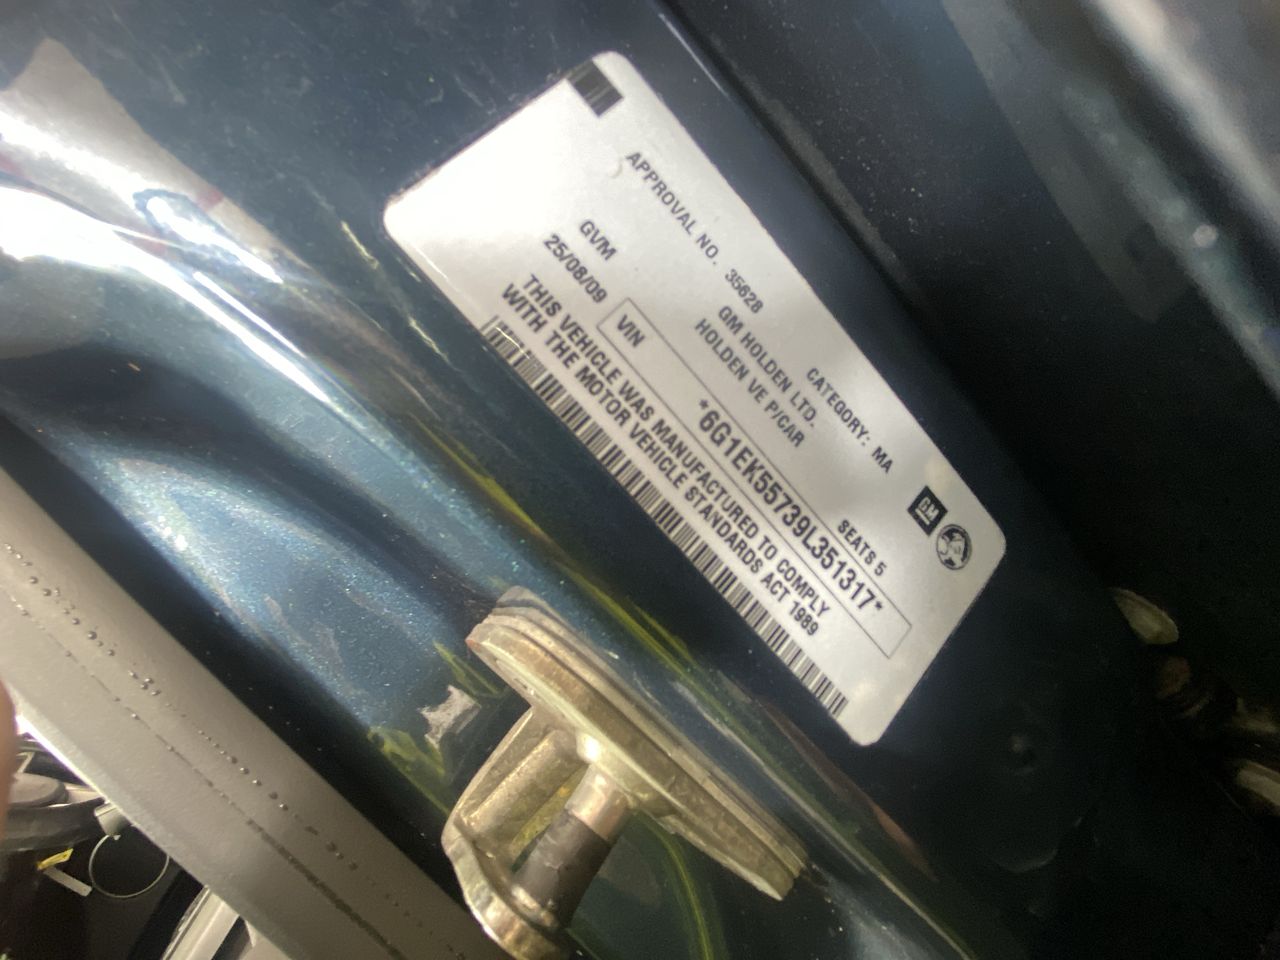 APPROVAL NO. 35628 CATEGORY: MA
GM HOLDEN LTD.
HOLDEN VE P/CAR
GVM SEATS 5
25/08/09
VIN *6G1EK55739L351317*
THIS VEHICLE WAS MANUFACTURED TO COMPLY
WITH THE MOTOR VEHICLE STANDARDS ACT 1989
GM